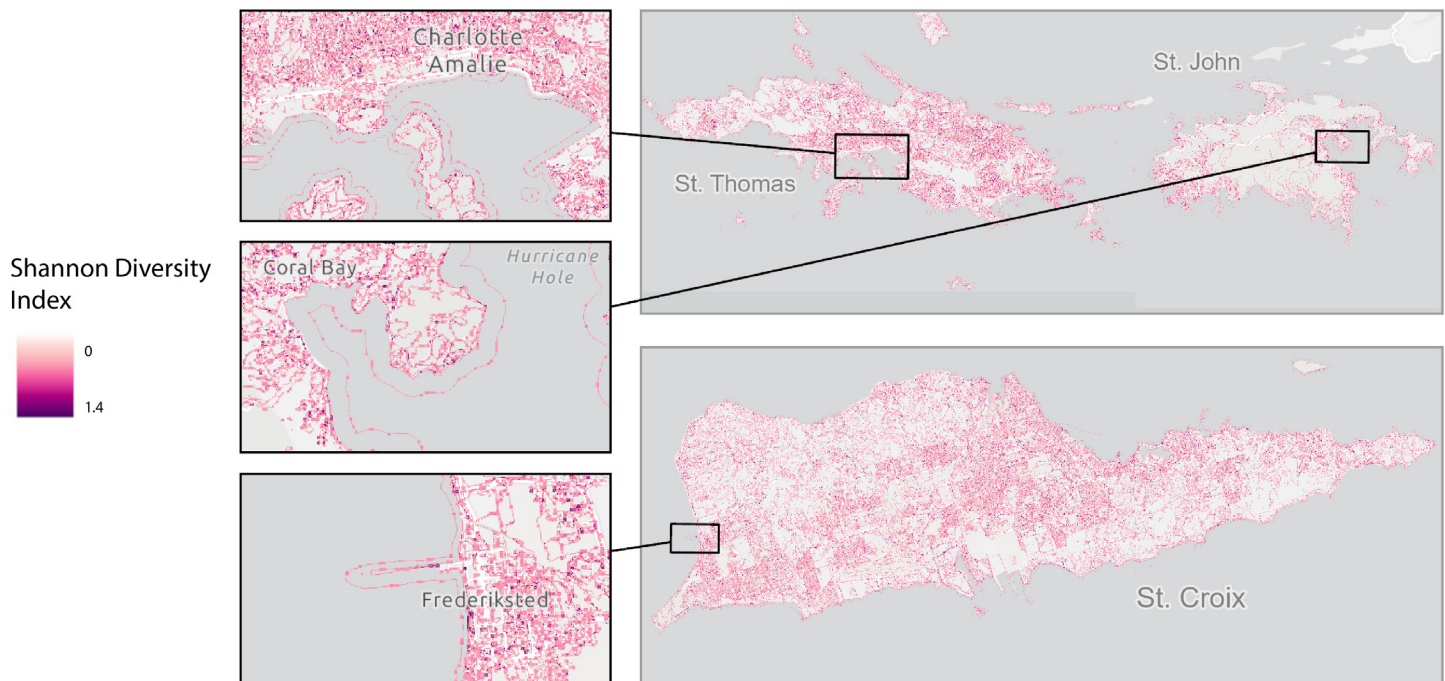 Shannon Diversity
Index
0
1.4
Charlotte
Amalie
Coral Bay
Hurricane
Hole
Frederiksted
St. John
St. Thomas
St. Croix